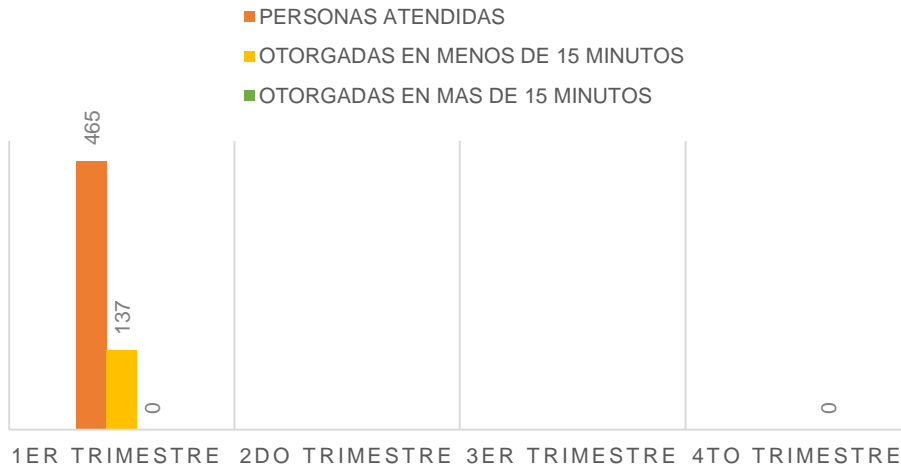 PERSONAS ATENDIDAS
OTORGADAS EN MENOS DE 15 MINUTOS
OTORGADAS EN MAS DE 15 MINUTOS
465
137
0
0
1ER TRIMESTRE 2DO TRIMESTRE 3ER TRIMESTRE 4TO TRIMESTRE